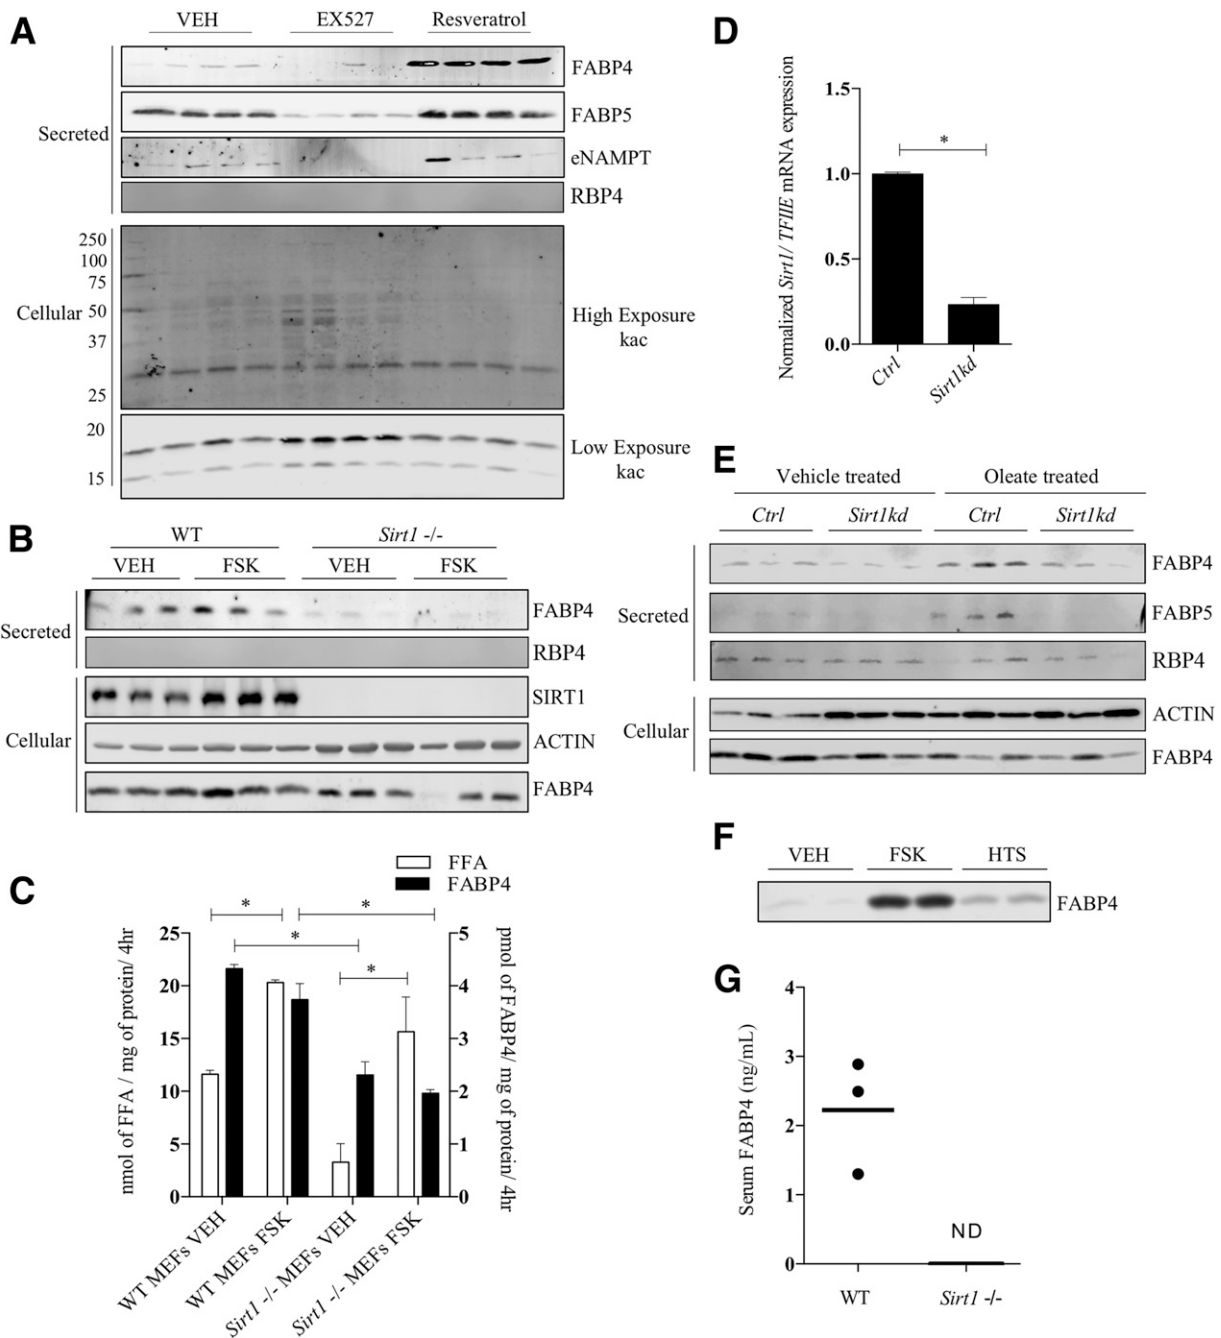 A
VEH EX527 Resveratrol
FABP4
FABP5
Secreted
eNAMPT
RBP4
250
100
75
Cellular 50
High Exposure
kac
37
25
20
Low Exposure
kac
15
B
WT Sirt1 -/-
VEH FSK VEH FSK
FABP4
Secreted
RBP4
SIRT1
Cellular
ACTIN
FABP4
C
FFA
FABP4
* *
*
*
nmol of FFA / mg of protein/ 4hr
25
20
15
10
5
0
5
4
3
2
1
0
pmol of FABP4/ mg of protein/ 4hr
WT MEFs VEH
WT MEFs FSK
Sirt1 -/- MEFs VEH
Sirt1 -/- MEFs FSK
D
Normalized Sirt1/ TFIIE mRNA expression
1.5
1.0
0.5
0.0
*
Ctrl
Sirt1kd
E
Vehicle treated Oleate treated
Ctrl Sirt1kd Ctrl Sirt1kd
FABP4
Secreted
FABP5
RBP4
ACTIN
Cellular
FABP4
F
VEH FSK HTS
FABP4
G
Serum FABP4 (ng/mL)
4
3
2
1
0
ND
WT Sirt1 -/-